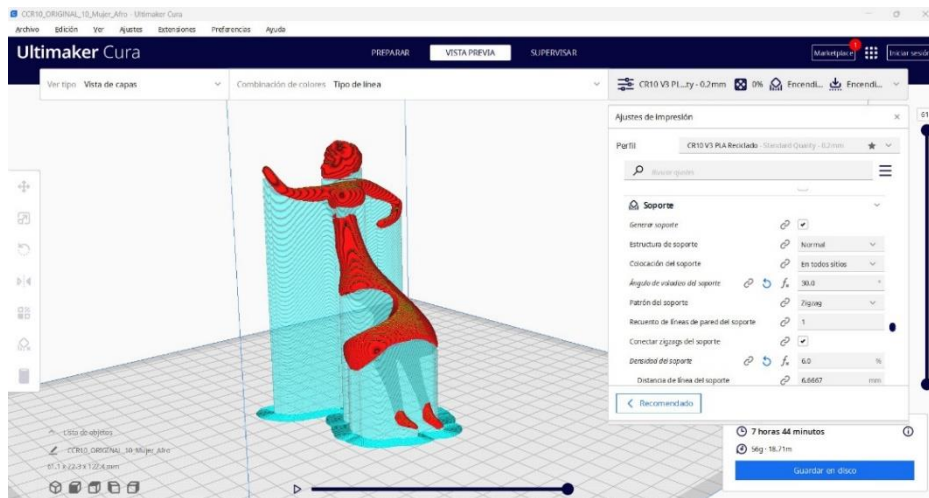 CCR10_ORIGINAL_10_Mujer_Afro - Ultimaker Cura
Archivo Edición Ver Ajustes Extensiones Preferencias Ayuda
Ultimaker Cura PREPARAR VISTA PREVIA SUPERVISAR Marketplace 1 Iniciar sesión
Ver tipo Vista de capas Combinación de colores Tipo de línea CR10 V3 PL...ty - 0.2mm 0% Encendi... Encendi...
Ajustes de impresión
Perfil CR10 V3 PLA Reciclado - Standard Quality - 0.2mm
Buscar ajustes
Soporte
Generar soporte
Estructura de soporte Normal
Colocación del soporte En todos sitios
Ángulo de voladizo del soporte 30.0 °
Patrón del soporte Zigzag
Recuento de líneas de pared del soporte 1
Conectar zigzags del soporte
Densidad del soporte 6.0 %
Distancia de línea del soporte 6.6667 mm
Recomendado
Lista de objetos
CCR10_ORIGINAL_10_Mujer_Afro
7 horas 44 minutos
56g · 18.71m
Guardar en disco